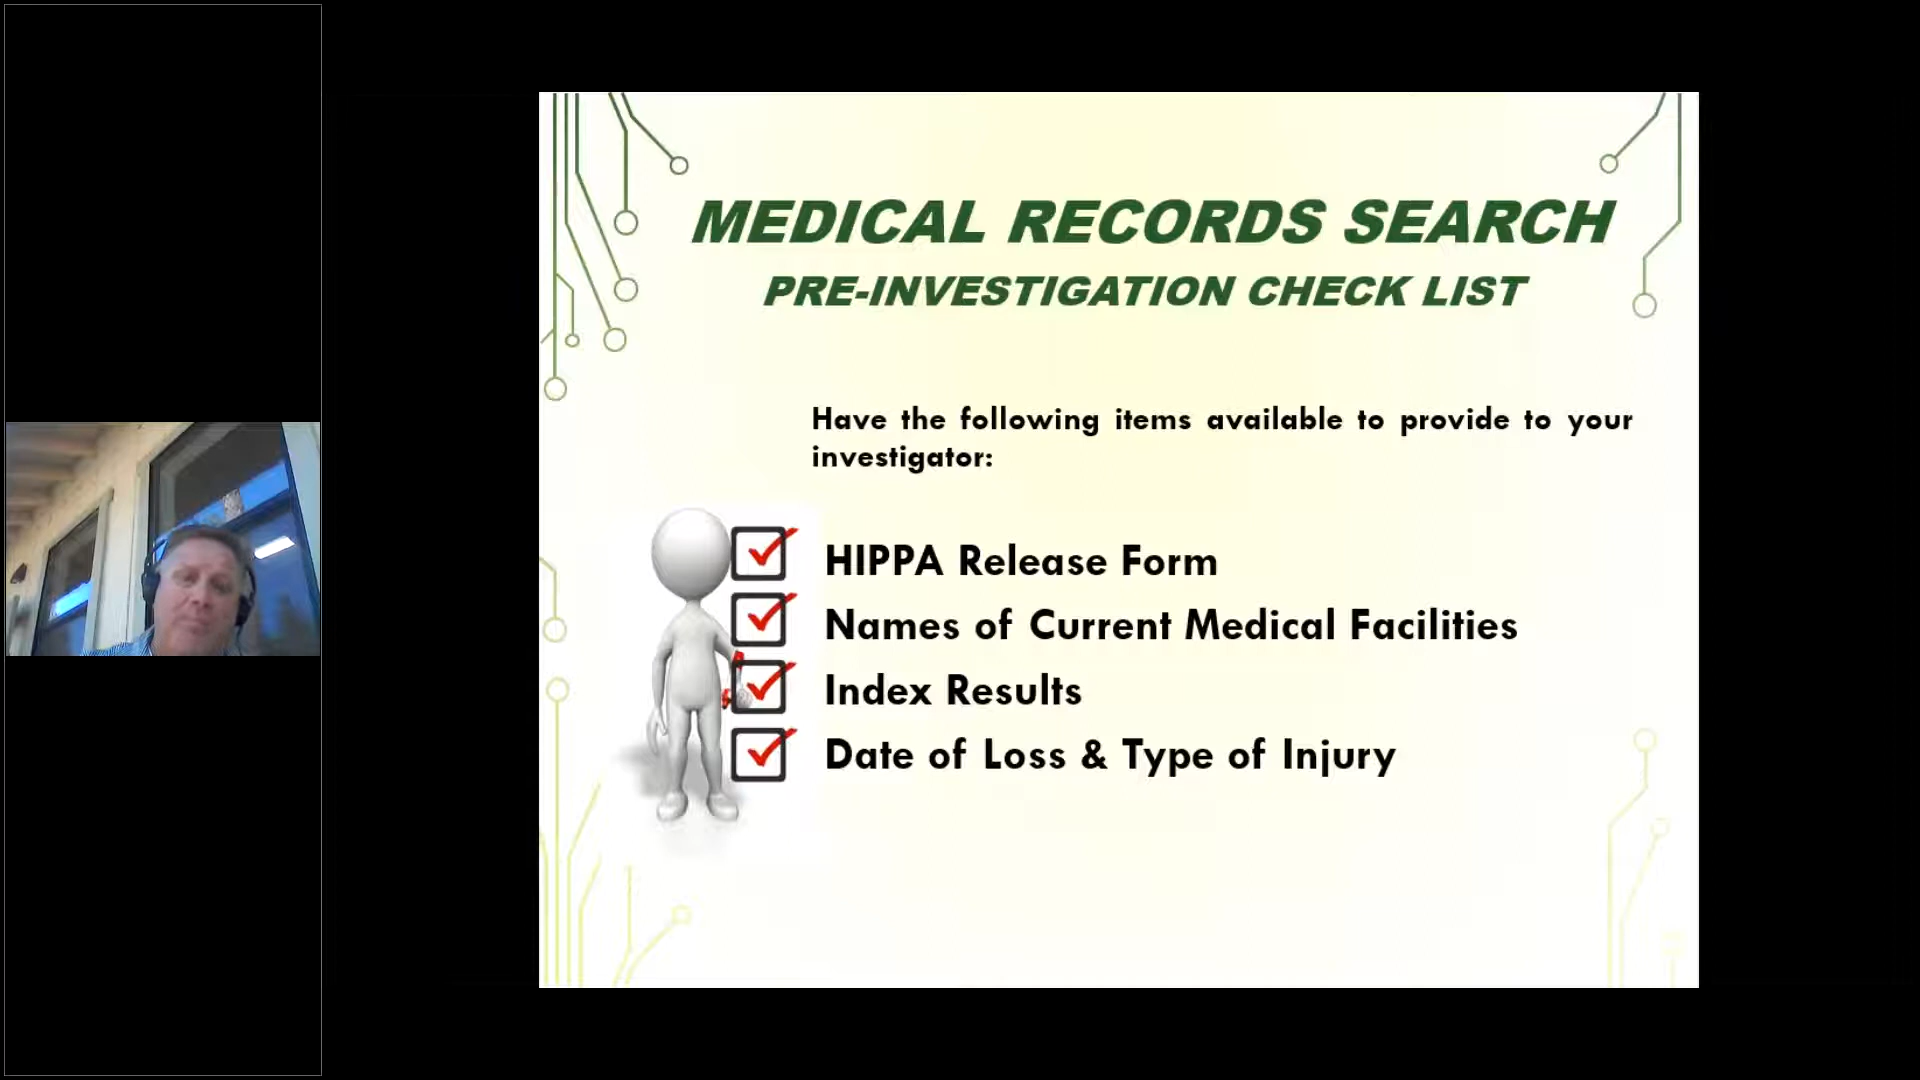 MEDICAL RECORDS SEARCH
PRE-INVESTIGATION CHECK LIST
Have the following items available to provide to your
investigator:
HIPPA Release Form
Names of Current Medical Facilities
Index Results
Date of Loss & Type of Injury